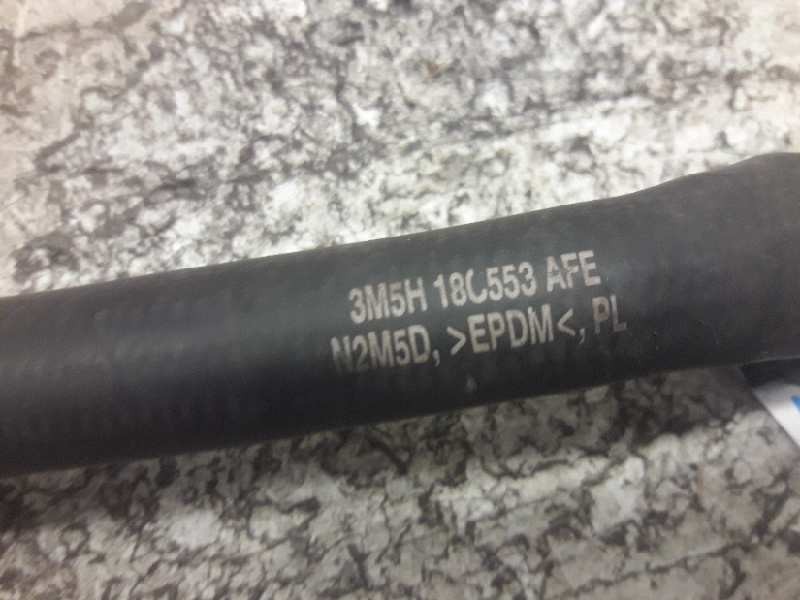 3M5H 18C553 AFE
N2M5D, >EPDM<, PL